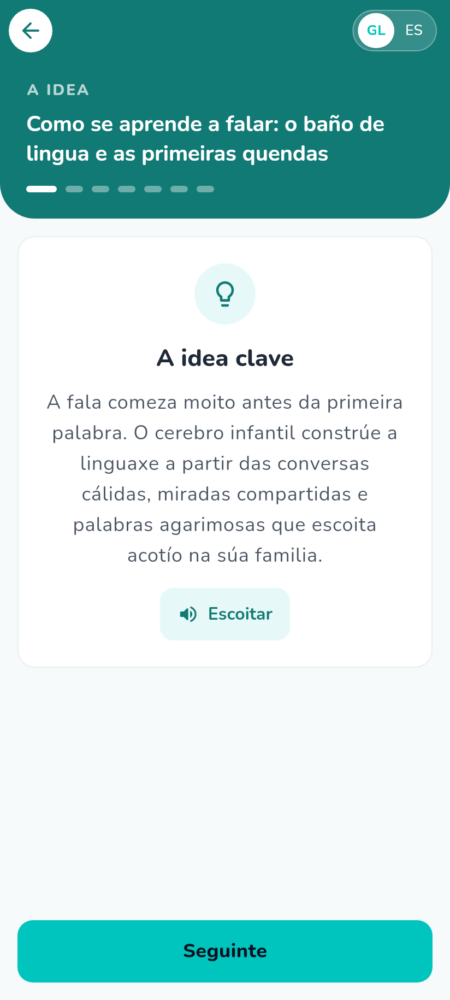 GL ES
A IDEA
Como se aprende a falar: o baño de
lingua e as primeiras quendas
A idea clave
A fala comeza moito antes da primeira
palabra. O cerebro infantil constrúe a
linguaxe a partir das conversas
cálidas, miradas compartidas e
palabras agarimosas que escoita
acotío na súa familia.
Escoitar
Seguinte